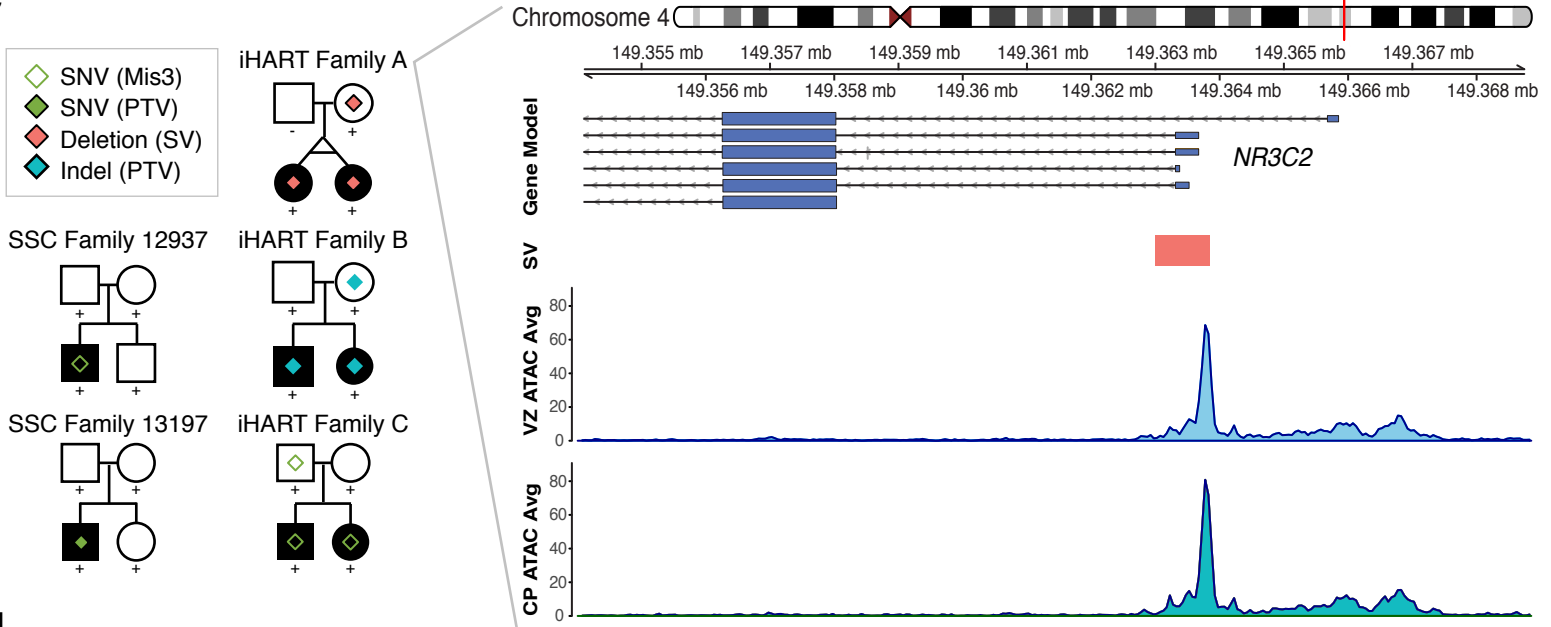 SNV (Mis3)
SNV (PTV)
Deletion (SV)
Indel (PTV)
iHART Family A
-
+
+
+
SSC Family 12937
+
+
+
+
iHART Family B
+
+
+
+
SSC Family 13197
+
+
+
+
iHART Family C
+
+
+
+
Chromosome 4
149.355 mb 149.357 mb 149.359 mb 149.361 mb 149.363 mb 149.365 mb 149.367 mb
149.356 mb 149.358 mb 149.36 mb 149.362 mb 149.364 mb 149.366 mb 149.368 mb
Gene Model
NR3C2
SV
VZ ATAC Avg
80
60
40
20
0
CP ATAC Avg
80
60
40
20
0